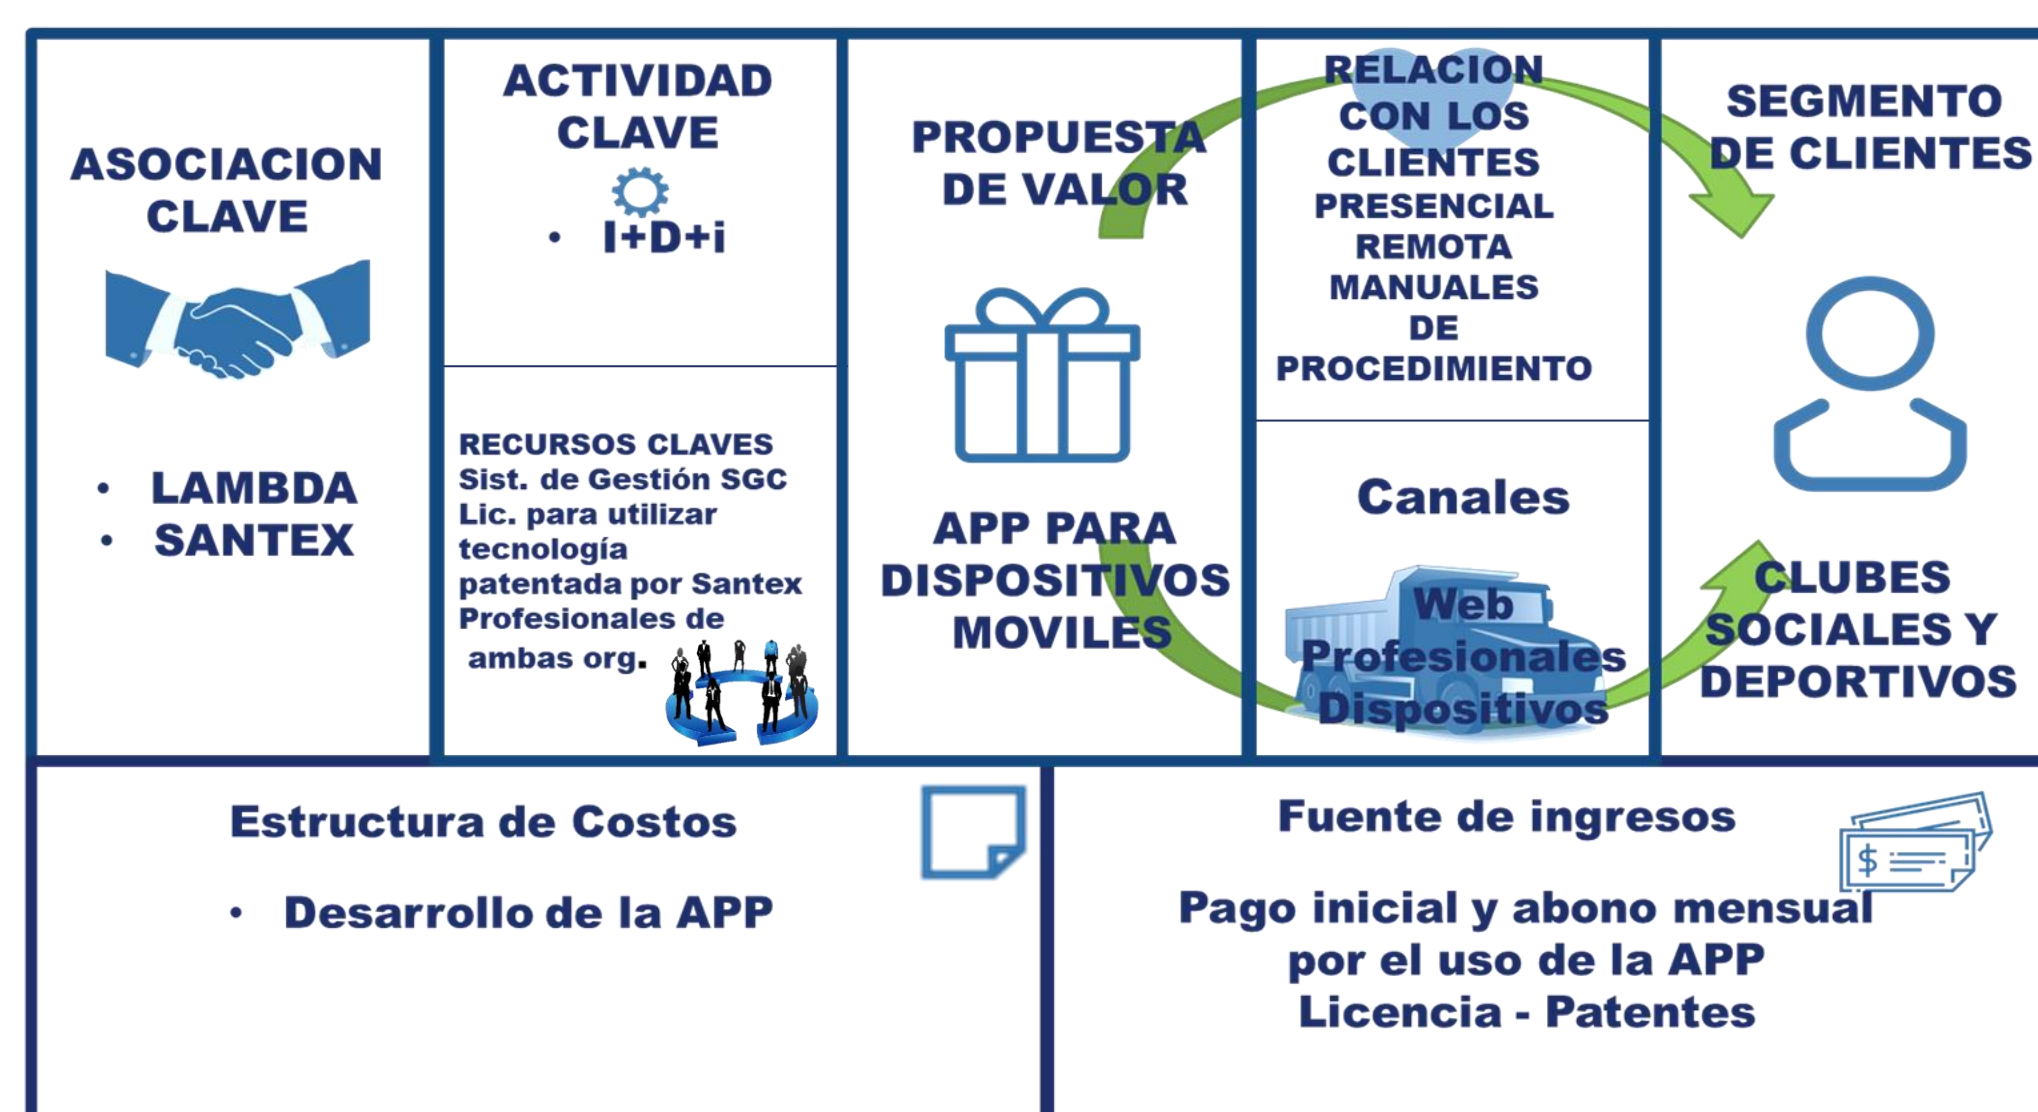 ASOCIACION
CLAVE
• LAMBDA
• SANTEX
ACTIVIDAD
CLAVE
• I+D+i
RECURSOS CLAVES
Sist. de Gestión SGC
Lic. para utilizar
tecnología
patentada por Santex
Profesionales de
ambas org.
PROPUESTA
DE VALOR
APP PARA
DISPOSITIVOS
MOVILES
RELACION
CON LOS
CLIENTES
PRESENCIAL
REMOTA
MANUALES
DE
PROCEDIMIENTO
Canales
Web
Profesionales
Dispositivos
SEGMENTO
DE CLIENTES
CLUBES
SOCIALES Y
DEPORTIVOS
Estructura de Costos
• Desarrollo de la APP
Fuente de ingresos
$
Pago inicial y abono mensual
por el uso de la APP
Licencia - Patentes